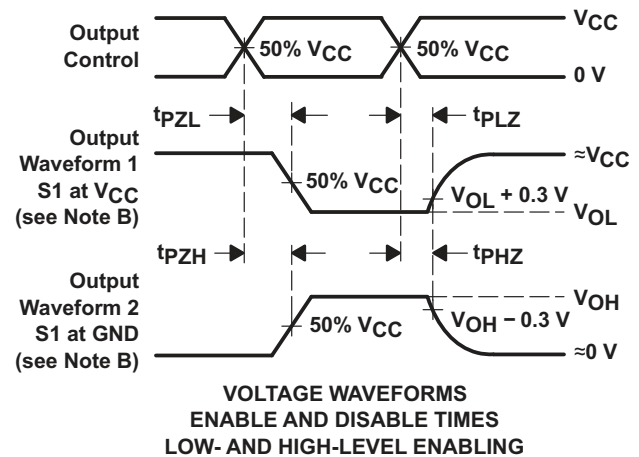 Output
Control
50% VCC
50% VCC
VCC
0 V
tPZL
tPLZ
Output
Waveform 1
S1 at VCC
(see Note B)
50% VCC
≈VCC
VOL + 0.3 V
VOL
tPZH
tPHZ
Output
Waveform 2
S1 at GND
(see Note B)
50% VCC
VOH
VOH − 0.3 V
≈0 V
VOLTAGE WAVEFORMS
ENABLE AND DISABLE TIMES
LOW- AND HIGH-LEVEL ENABLING